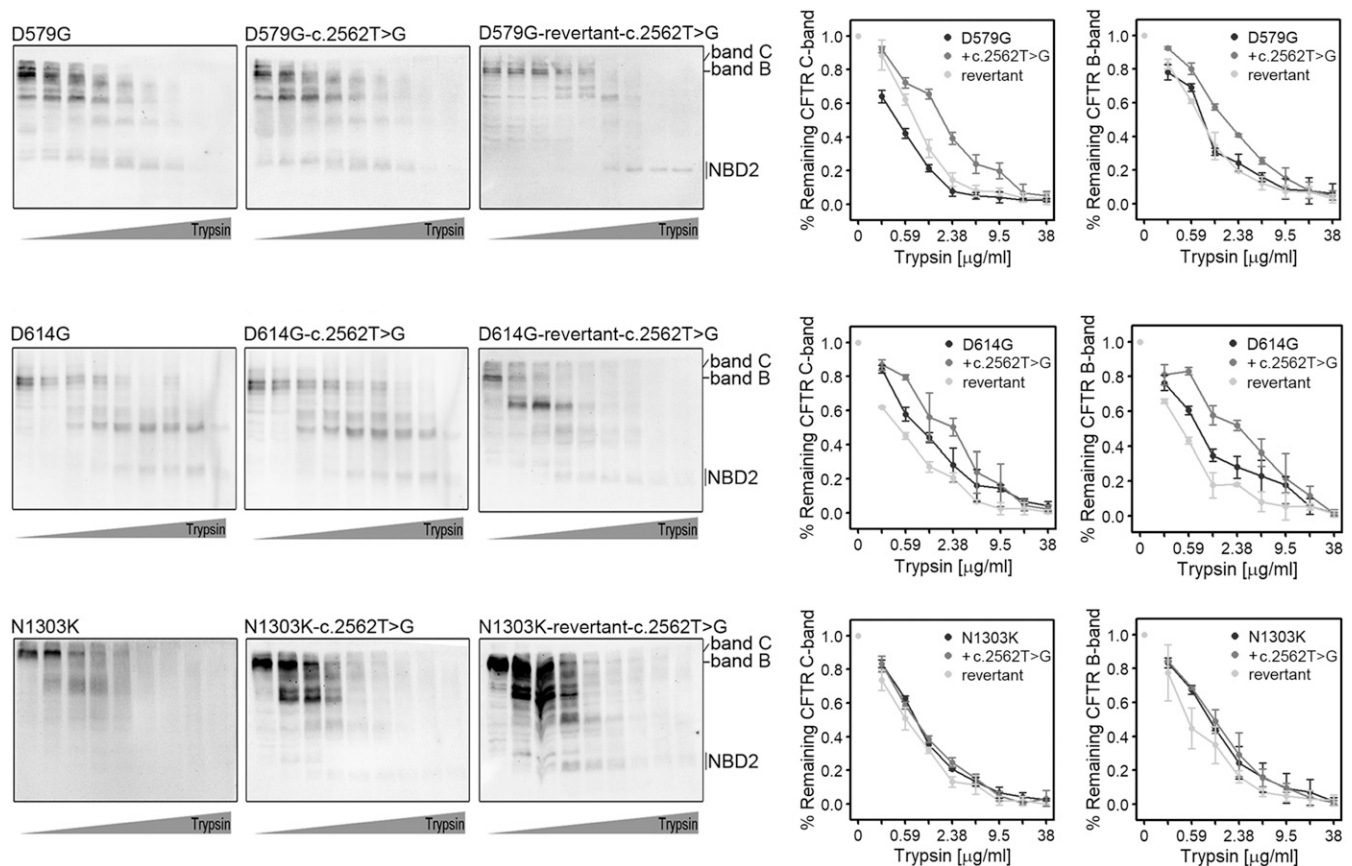 D579G
D579G-c.2562T>G
D579G-revertant-c.2562T>G
band C
band B
NBD2
Trypsin
Trypsin
Trypsin
% Remaining CFTR C-band
1.0
0.8
0.6
0.4
0.2
0.0
D579G
+c.2562T>G
revertant
0 0.59 2.38 9.5 38
Trypsin [µg/ml]
% Remaining CFTR B-band
1.0
0.8
0.6
0.4
0.2
0.0
D579G
+c.2562T>G
revertant
0 0.59 2.38 9.5 38
Trypsin [µg/ml]
D614G
D614G-c.2562T>G
D614G-revertant-c.2562T>G
band C
band B
NBD2
Trypsin
Trypsin
Trypsin
% Remaining CFTR C-band
1.0
0.8
0.6
0.4
0.2
0.0
D614G
+c.2562T>G
revertant
0 0.59 2.38 9.5 38
Trypsin [µg/ml]
% Remaining CFTR B-band
1.0
0.8
0.6
0.4
0.2
0.0
D614G
+c.2562T>G
revertant
0 0.59 2.38 9.5 38
Trypsin [µg/ml]
N1303K
N1303K-c.2562T>G
N1303K-revertant-c.2562T>G
band C
band B
NBD2
Trypsin
Trypsin
Trypsin
% Remaining CFTR C-band
1.0
0.8
0.6
0.4
0.2
0.0
N1303K
+c.2562T>G
revertant
0 0.59 2.38 9.5 38
Trypsin [µg/ml]
% Remaining CFTR B-band
1.0
0.8
0.6
0.4
0.2
0.0
N1303K
+c.2562T>G
revertant
0 0.59 2.38 9.5 38
Trypsin [µg/ml]